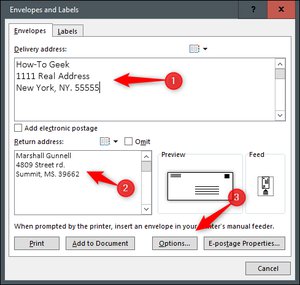 Envelopes and Labels
?
x
Envelopes
Labels
Delivery address:
How-To Geek
1111 Real Address
New York, NY. 55555
1
Add electronic postage
Return address:
Omit
Marshall Gunnell
4809 Street rd.
Summit, MS. 39662
2
Preview
Feed
3
When prompted by the printer, insert an envelope in your printer's manual feeder.
Print
Add to Document
Options...
E-postage Properties...
Cancel